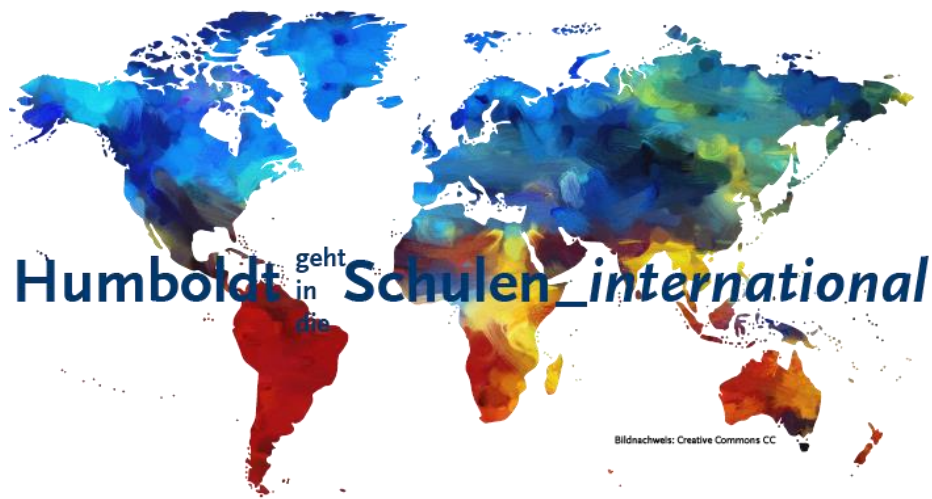 Humboldt geht in die Schulen_international
Bildnachweis: Creative Commons CC